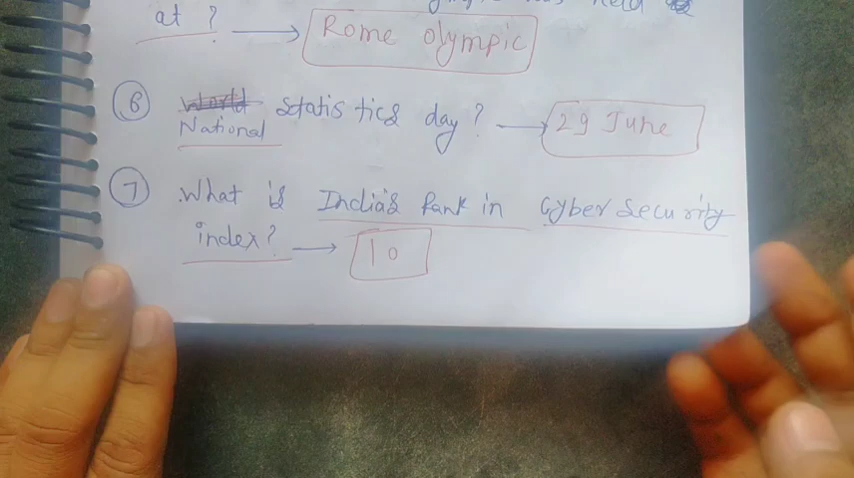 held
at ? → Rome olympic
⑥ World statistics day ? → 29 June
National
⑦ .What is India's Rank in Cyber Security
index? → 10